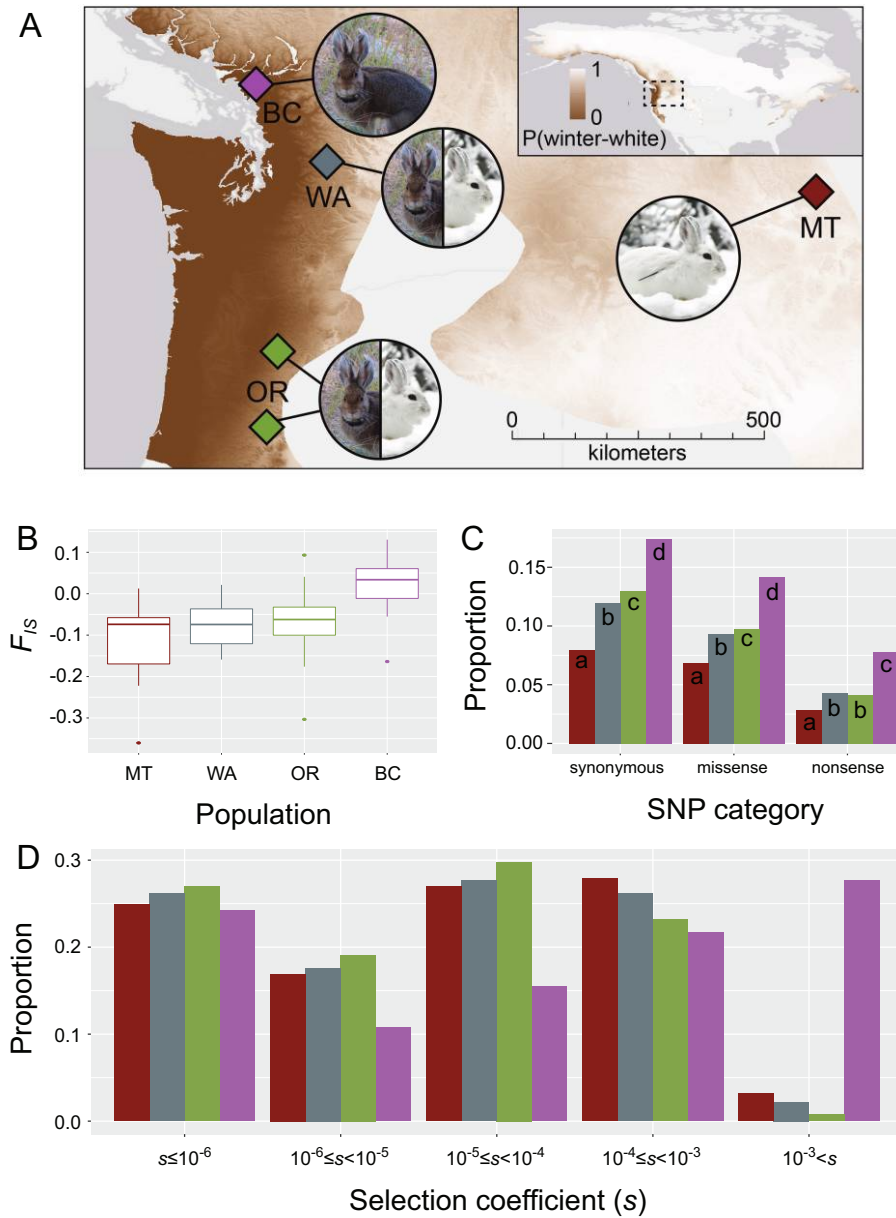 A
1
0
P(winter-white)
BC
WA
MT
OR
0 500
kilometers
B
F_IS
0.1
0.0
-0.1
-0.2
-0.3
MT WA OR BC
Population
C
Proportion
0.15
0.10
0.05
0.00
a b c d
a b c d
a b b c
synonymous missense nonsense
SNP category
D
Proportion
0.3
0.2
0.1
0.0
s≤10⁻⁶ 10⁻⁶≤s<10⁻⁵ 10⁻⁵≤s<10⁻⁴ 10⁻⁴≤s<10⁻³ 10⁻³<s
Selection coefficient (s)